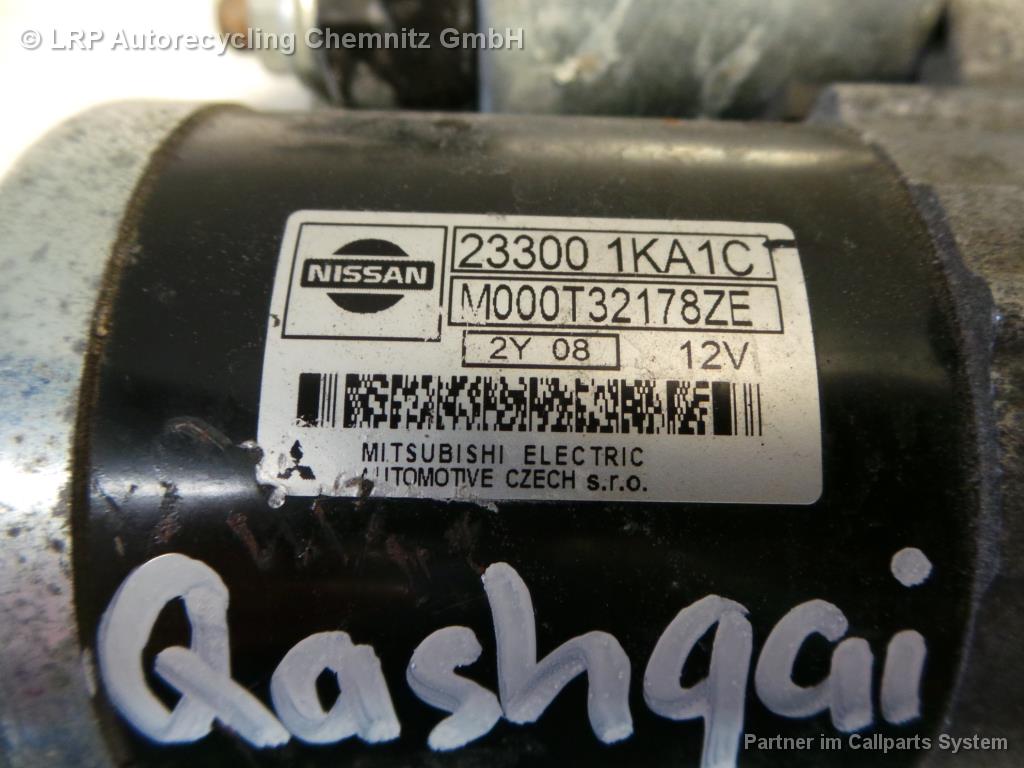 © LRP Autorecycling Chemnitz GmbH
NISSAN
23300 1KA1C
M000T32178ZE
2Y 08 12V
MITSUBISHI ELECTRIC
AUTOMOTIVE CZECH s.r.o.
Qashqai
Partner im Callparts System